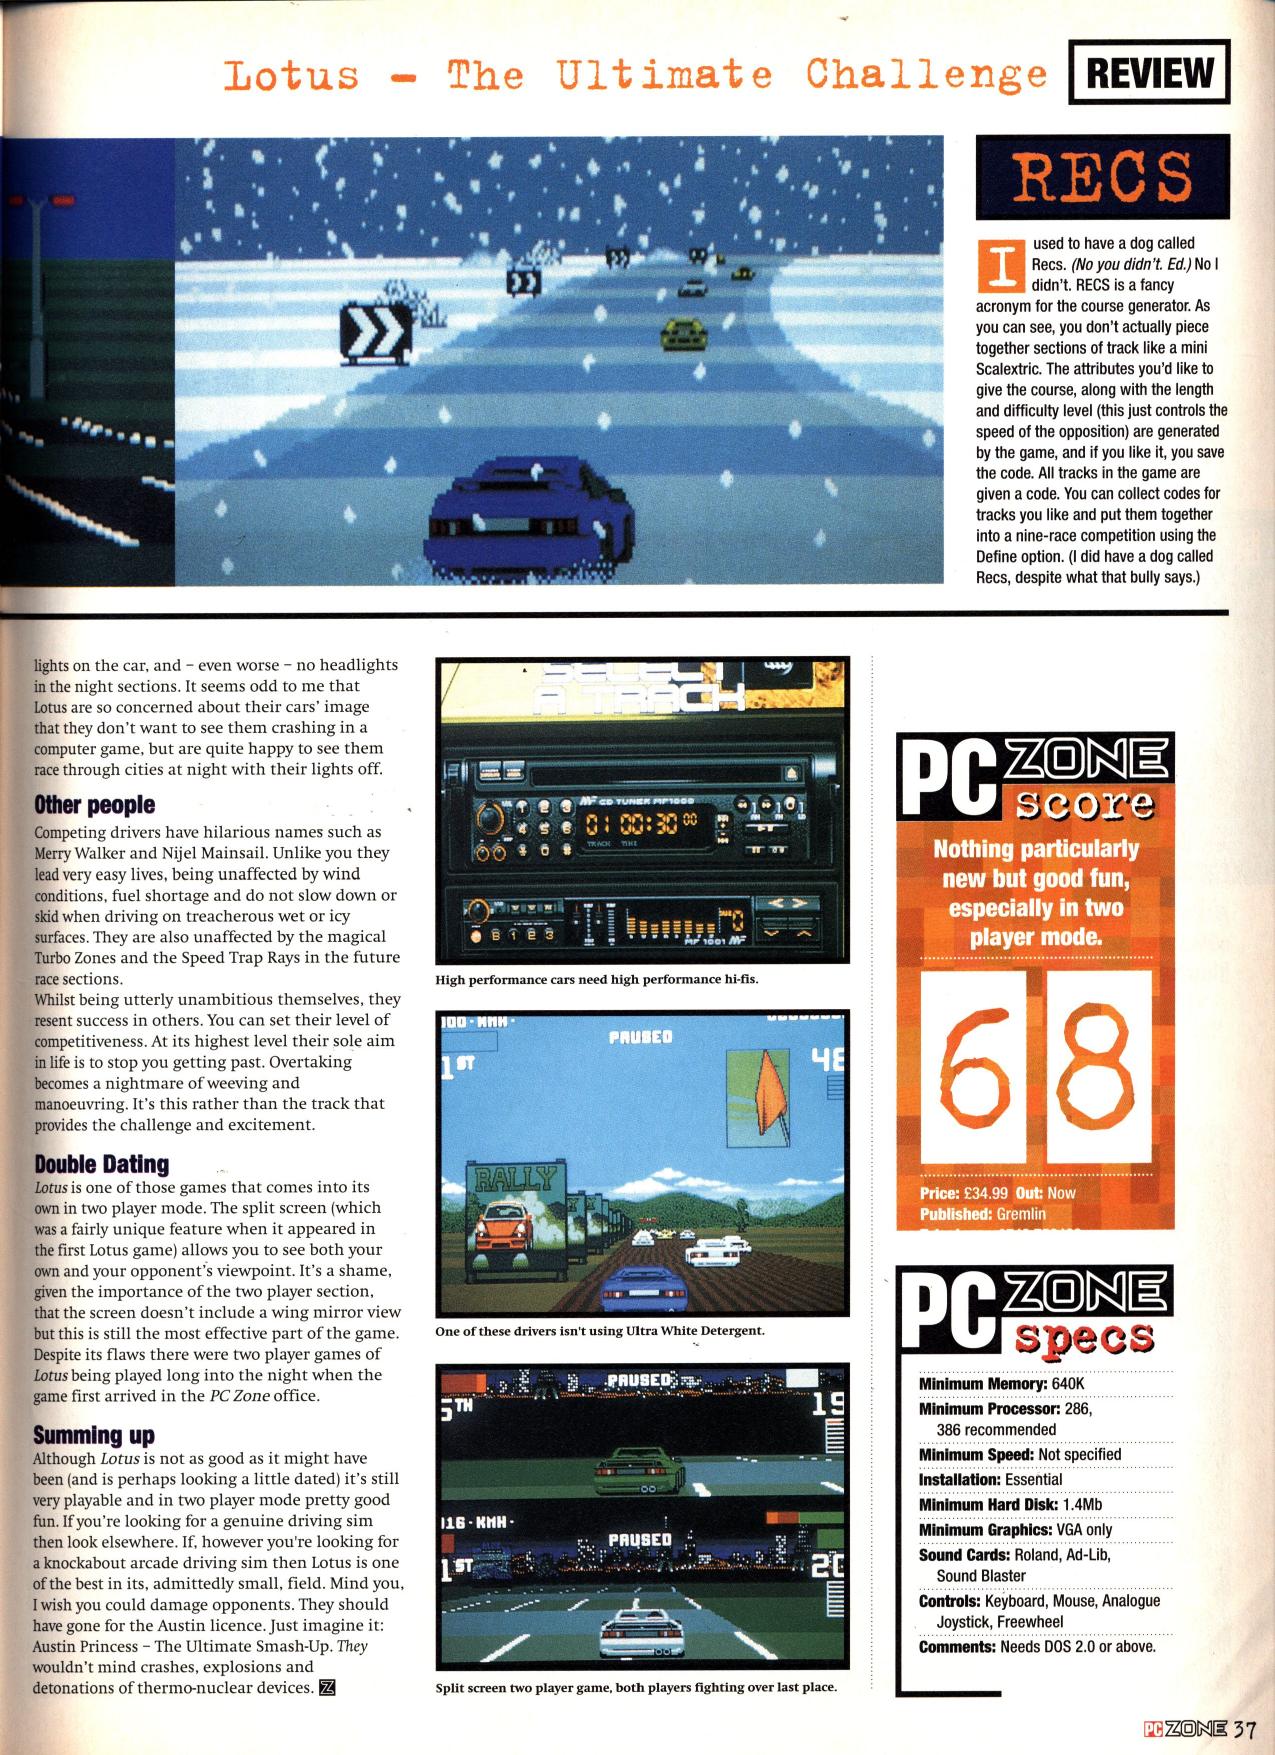 Lotus - The Ultimate Challenge
REVIEW
RECS
I used to have a dog called
Recs. (No you didn't. Ed.) No I
didn't. RECS is a fancy
acronym for the course generator. As
you can see, you don't actually piece
together sections of track like a mini
Scalextric. The attributes you'd like to
give the course, along with the length
and difficulty level (this just controls the
speed of the opposition) are generated
by the game, and if you like it, you save
the code. All tracks in the game are
given a code. You can collect codes for
tracks you like and put them together
into a nine-race competition using the
Define option. (I did have a dog called
Recs, despite what that bully says.)
lights on the car, and – even worse – no headlights
in the night sections. It seems odd to me that
Lotus are so concerned about their cars' image
that they don't want to see them crashing in a
computer game, but are quite happy to see them
race through cities at night with their lights off.
Other people
Competing drivers have hilarious names such as
Merry Walker and Nijel Mainsail. Unlike you they
lead very easy lives, being unaffected by wind
conditions, fuel shortage and do not slow down or
skid when driving on treacherous wet or icy
surfaces. They are also unaffected by the magical
Turbo Zones and the Speed Trap Rays in the future
race sections.
Whilst being utterly unambitious themselves, they
resent success in others. You can set their level of
competitiveness. At its highest level their sole aim
in life is to stop you getting past. Overtaking
becomes a nightmare of weeving and
manoeuvring. It's this rather than the track that
provides the challenge and excitement.
Double Dating
Lotus is one of those games that comes into its
own in two player mode. The split screen (which
was a fairly unique feature when it appeared in
the first Lotus game) allows you to see both your
own and your opponent's viewpoint. It's a shame,
given the importance of the two player section,
that the screen doesn't include a wing mirror view
but this is still the most effective part of the game.
Despite its flaws there were two player games of
Lotus being played long into the night when the
game first arrived in the PC Zone office.
Summing up
Although Lotus is not as good as it might have
been (and is perhaps looking a little dated) it's still
very playable and in two player mode pretty good
fun. If you're looking for a genuine driving sim
then look elsewhere. If, however you're looking for
a knockabout arcade driving sim then Lotus is one
of the best in its, admittedly small, field. Mind you,
I wish you could damage opponents. They should
have gone for the Austin licence. Just imagine it:
Austin Princess – The Ultimate Smash-Up. They
wouldn't mind crashes, explosions and
detonations of thermo-nuclear devices. Z
SELECT
A TRACK
MF CD TUNER MF1000
01 00:30 00
TRACK TIME
MF 1001 MF
High performance cars need high performance hi-fis.
100-KMH-
PAUSED
1ST
48
RALLY
One of these drivers isn't using Ultra White Detergent.
PAUSED
5TH
19
116-KMH-
PAUSED
1ST
20
Split screen two player game, both players fighting over last place.
PC ZONE
score
Nothing particularly
new but good fun,
especially in two
player mode.
68
Price: £34.99 Out: Now
Published: Gremlin
PC ZONE
specs
Minimum Memory: 640K
Minimum Processor: 286,
386 recommended
Minimum Speed: Not specified
Installation: Essential
Minimum Hard Disk: 1.4Mb
Minimum Graphics: VGA only
Sound Cards: Roland, Ad-Lib,
Sound Blaster
Controls: Keyboard, Mouse, Analogue
Joystick, Freewheel
Comments: Needs DOS 2.0 or above.
PC ZONE 37